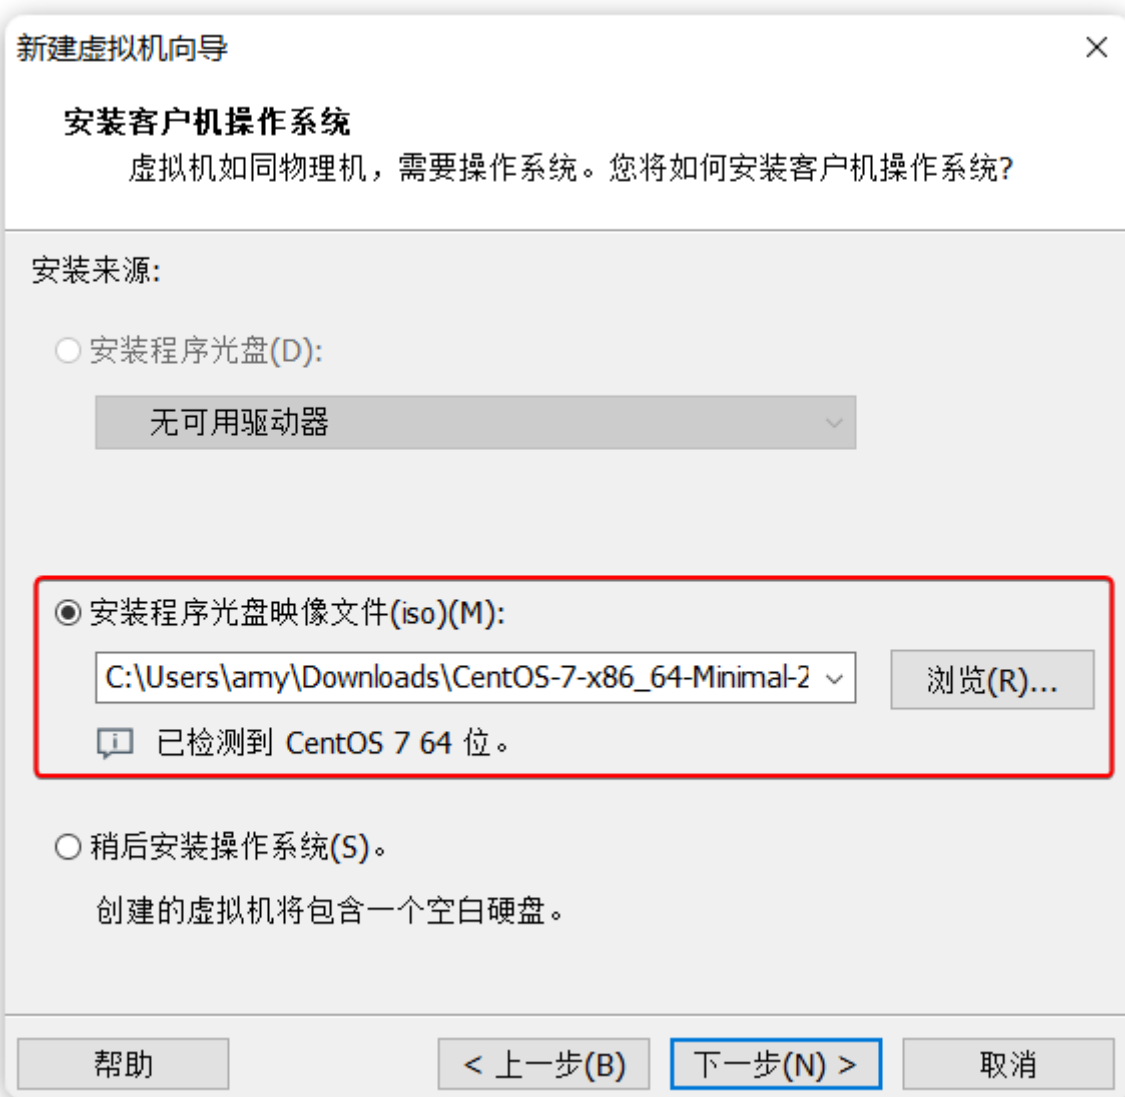 新建虚拟机向导
安装客户机操作系统
虚拟机如同物理机，需要操作系统。您将如何安装客户机操作系统?
安装来源:
安装程序光盘(D):
无可用驱动器
安装程序光盘映像文件(iso)(M):
C:\Users\amy\Downloads\CentOS-7-x86_64-Minimal-2
浏览(R)...
已检测到 CentOS 7 64 位。
稍后安装操作系统(S)。
创建的虚拟机将包含一个空白硬盘。
帮助
< 上一步(B)
下一步(N) >
取消